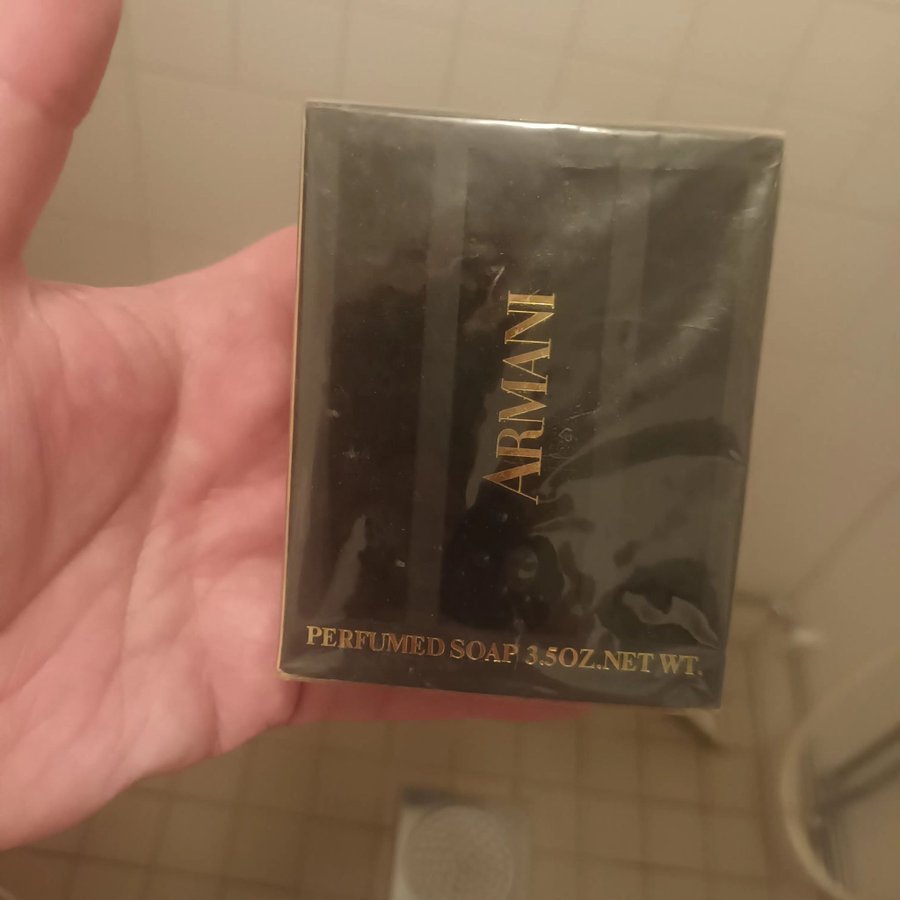 ARMANI
PERFUMED SOAP 3.5OZ.NET WT.